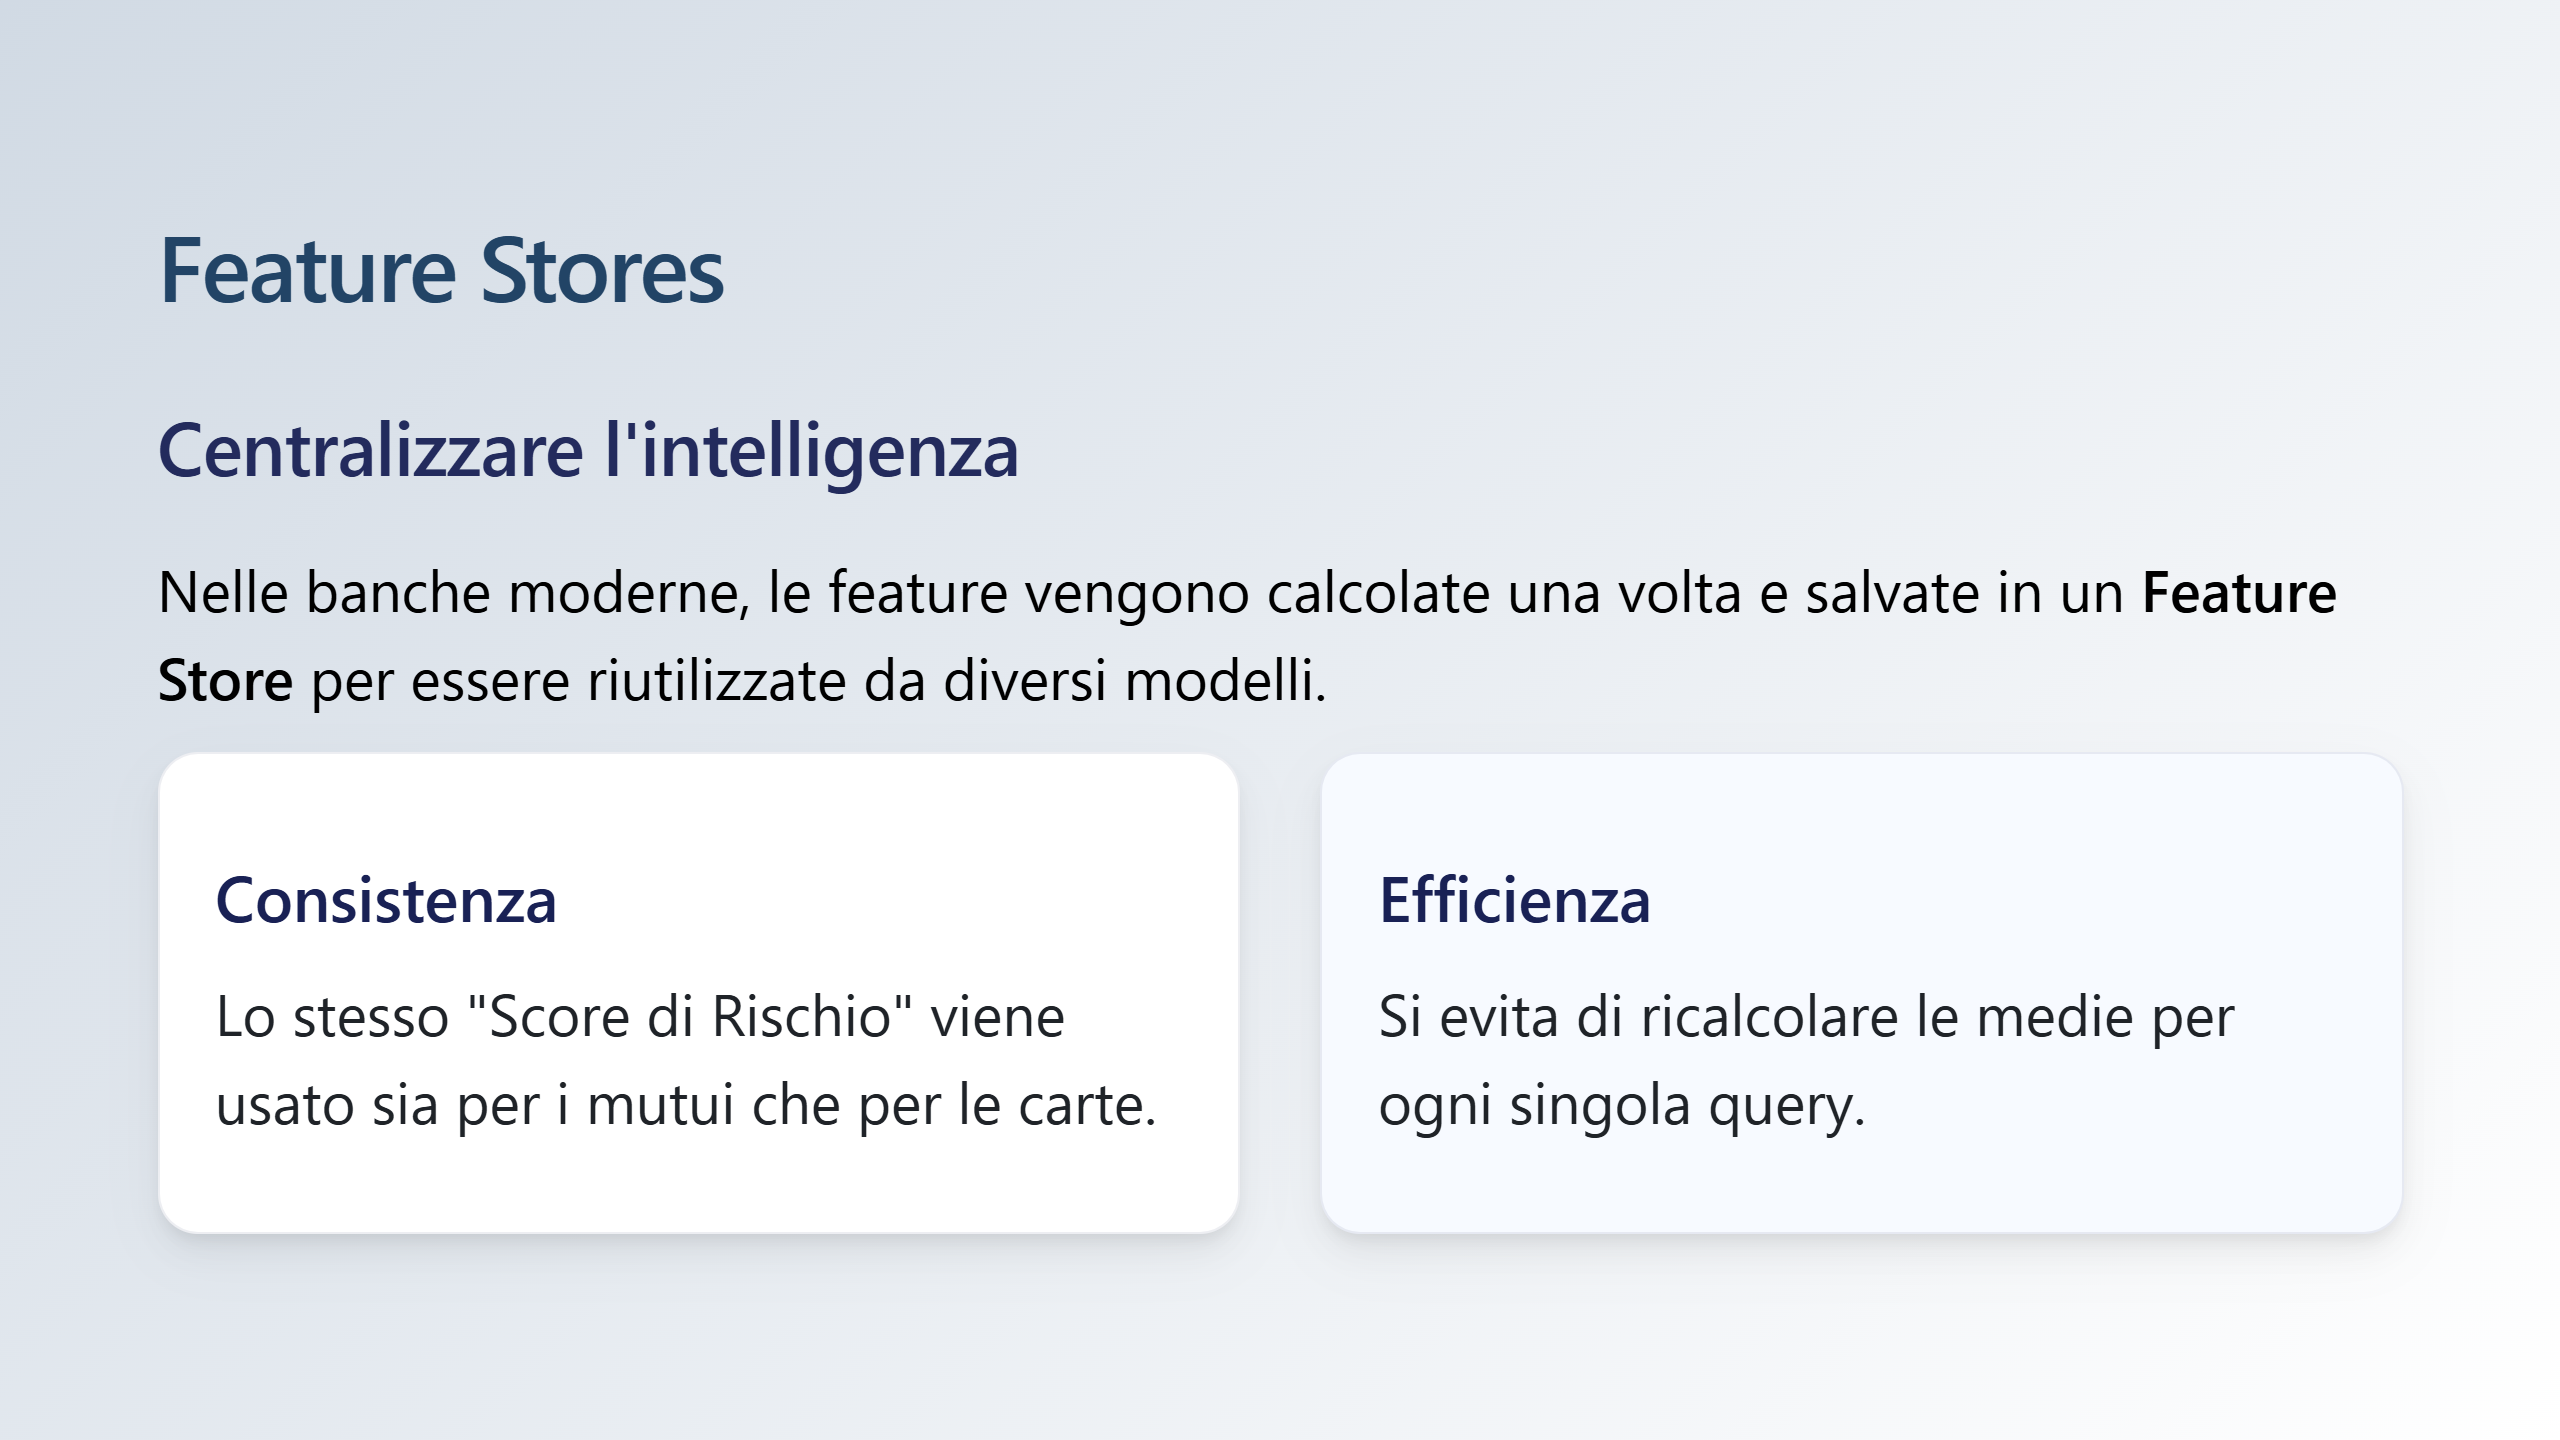 Feature Stores
Centralizzare l'intelligenza
Nelle banche moderne, le feature vengono calcolate una volta e salvate in un Feature
Store per essere riutilizzate da diversi modelli.
Consistenza
Lo stesso "Score di Rischio" viene
usato sia per i mutui che per le carte.
Efficienza
Si evita di ricalcolare le medie per
ogni singola query.